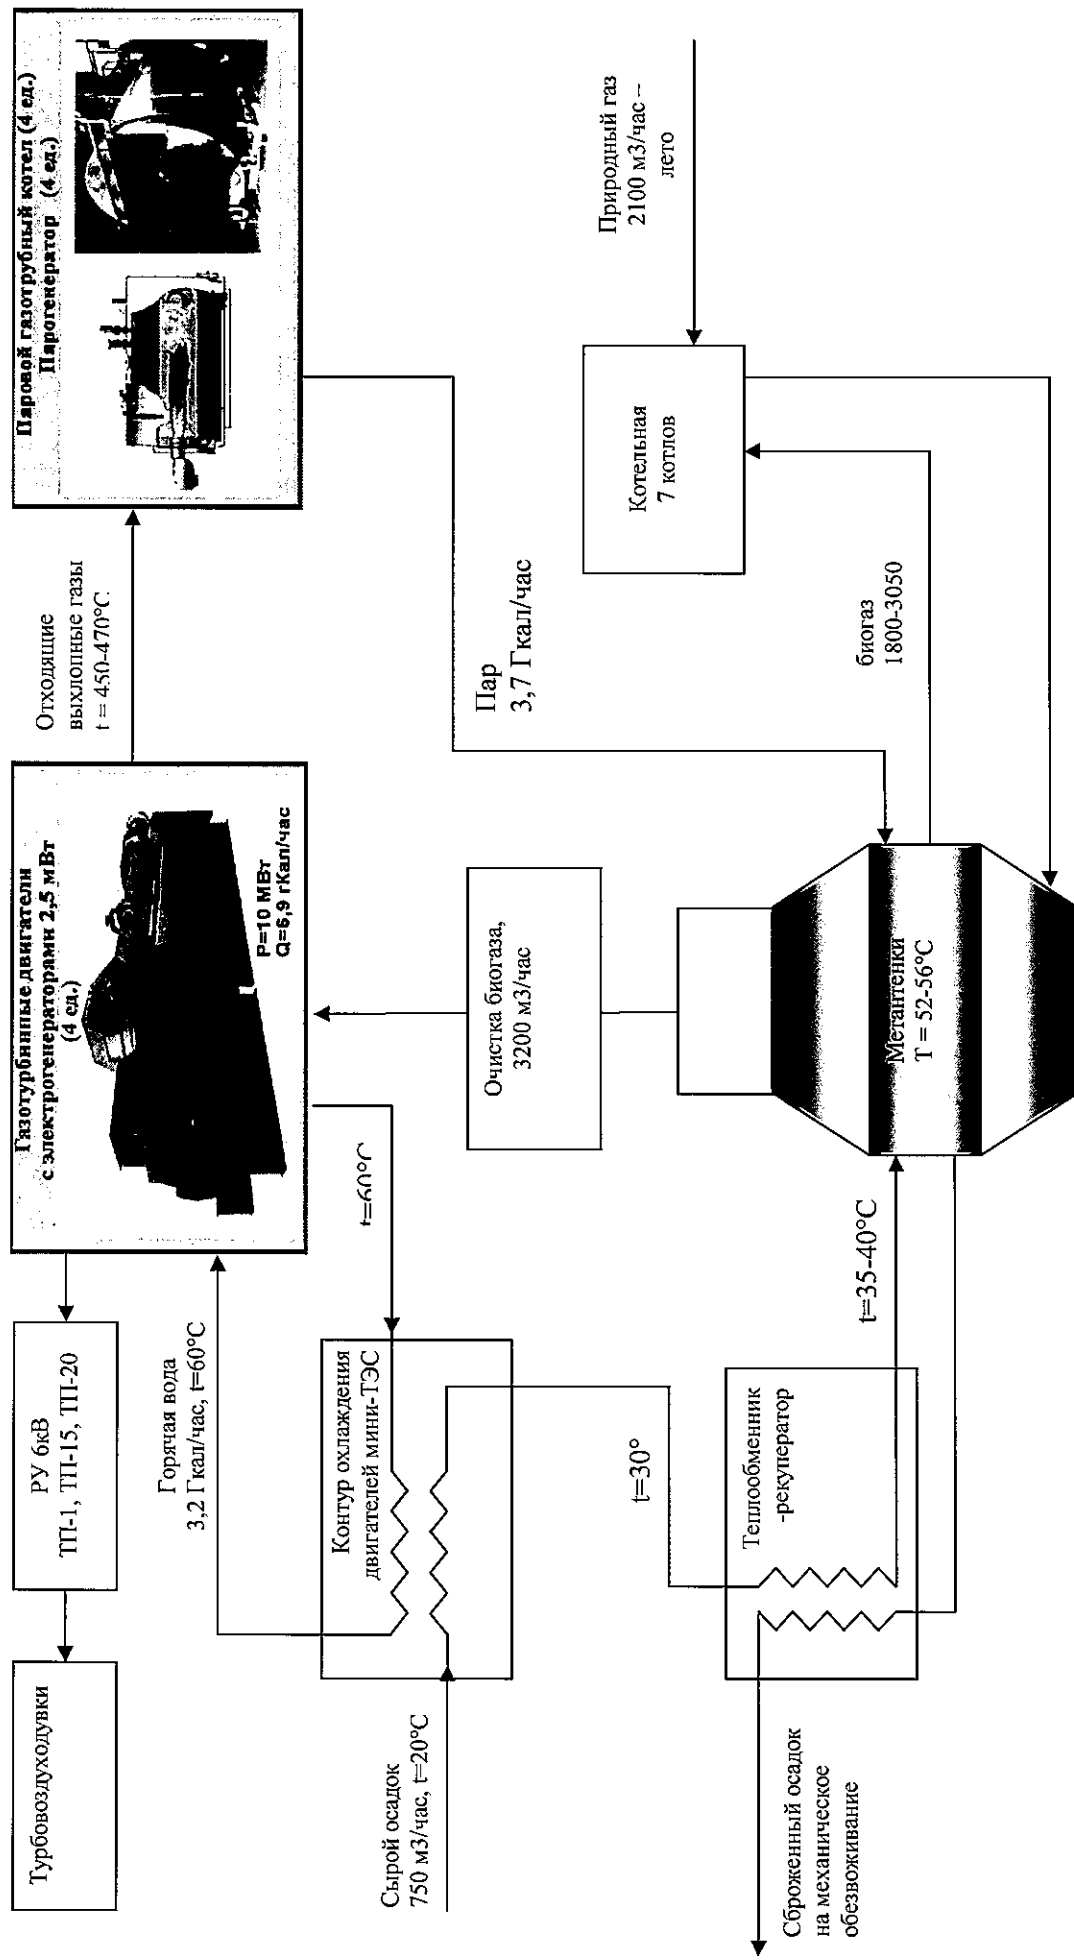 Турбовоздуходувки
РУ 6кВ
ТП-1, ТП-15, ТП-20
Газотурбинные двигатели
с электрогенераторами 2,5 мВт
(4 ед.)
P=10 МВт
Q=6,9 гКал/час
Отходящие
выхлопные газы
t = 450-470°C
Паровой газотрубный котел (4 ед.)
Парогенератор (4 ед.)
Горячая вода
3,2 Гкал/час, t=60°C
t=60°C
Контур охлаждения
двигателей мини-ТЭС
Сырой осадок
750 м3/час, t=20°C
Очистка биогаза,
3200 м3/час
Пар
3,7 Гкал/час
Природный газ
2100 м3/час –
лето
Котельная
7 котлов
t=30°
Теплообменник
-рекуператор
t=35-40°C
Метантенки
T = 52-56°C
биогаз
1800-3050
Сброженный осадок
на механическое
обезвоживание